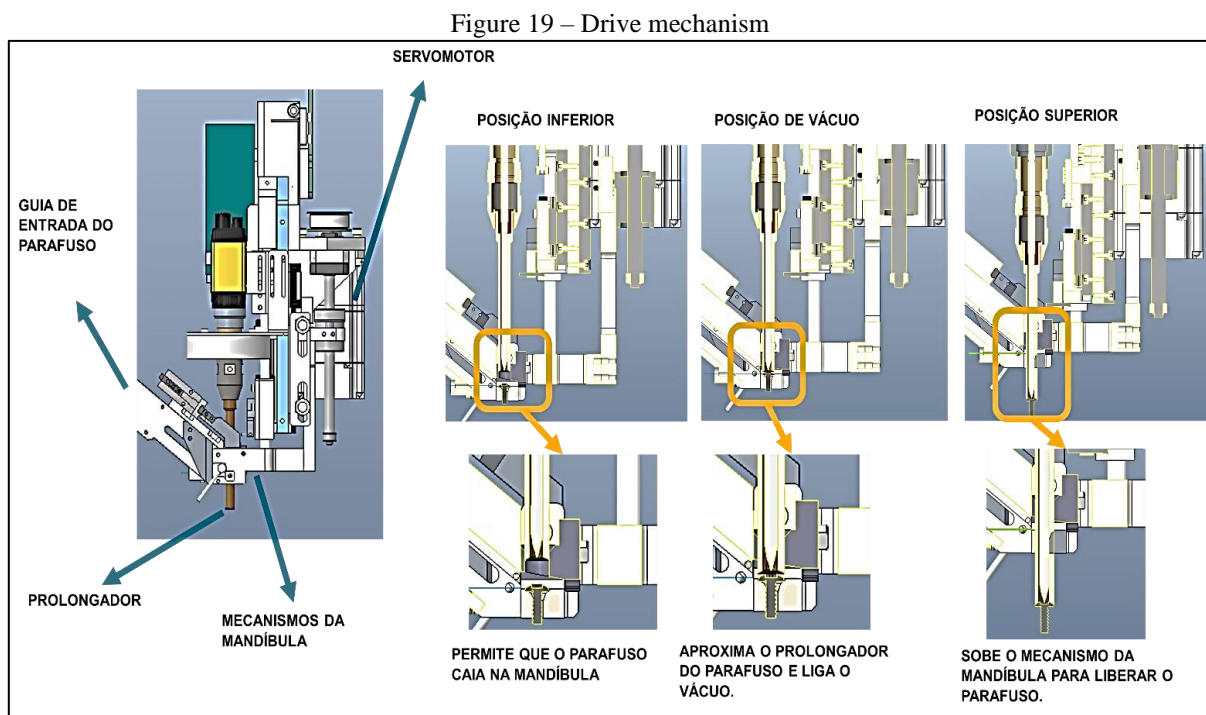 Figure 19 – Drive mechanism
SERVOMOTOR
GUIA DE
ENTRADA DO
PARAFUSO
PROLONGADOR
MECANISMOS DA
MANDÍBULA
POSIÇÃO INFERIOR
POSIÇÃO DE VÁCUO
POSIÇÃO SUPERIOR
PERMITE QUE O PARAFUSO
CAIA NA MANDÍBULA
APROXIMA O PROLONGADOR
DO PARAFUSO E LIGA O
VÁCUO.
SOBE O MECANISMO DA
MANDÍBULA PARA LIBERAR O
PARAFUSO.